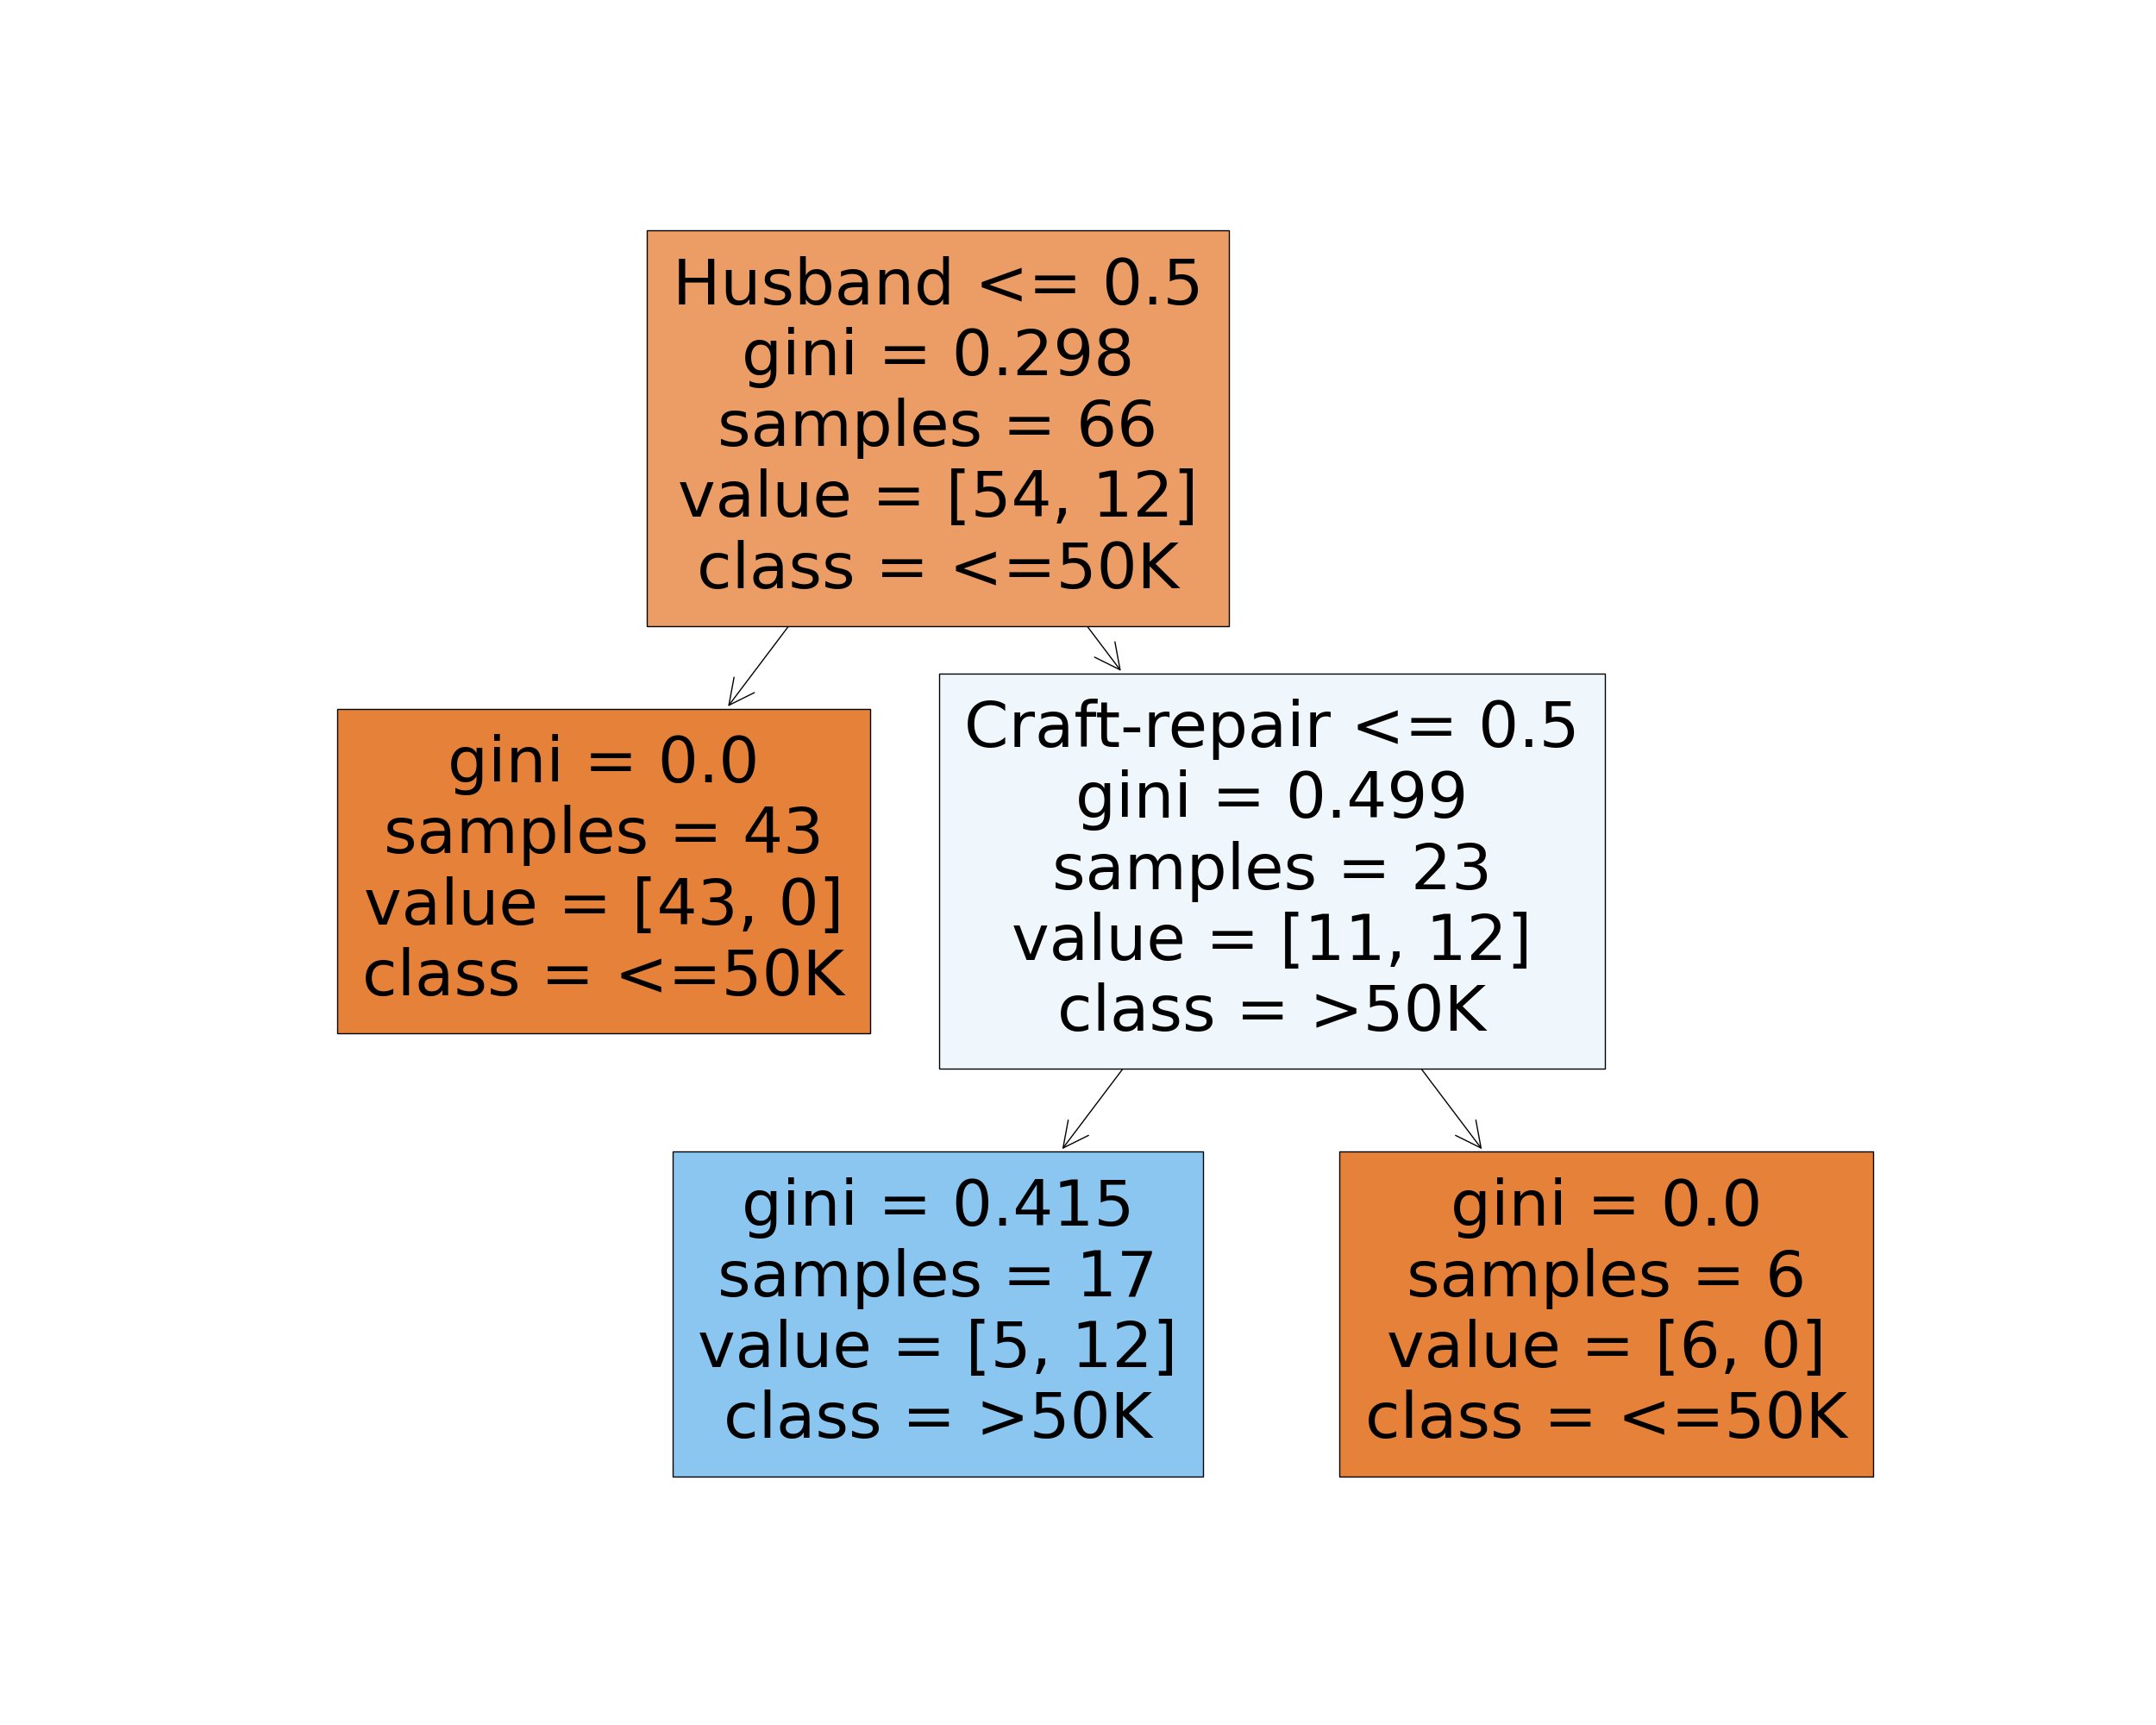 Husband <= 0.5
gini = 0.298
samples = 66
value = [54, 12]
class = <=50K
gini = 0.0
samples = 43
value = [43, 0]
class = <=50K
Craft-repair <= 0.5
gini = 0.499
samples = 23
value = [11, 12]
class = >50K
gini = 0.415
samples = 17
value = [5, 12]
class = >50K
gini = 0.0
samples = 6
value = [6, 0]
class = <=50K